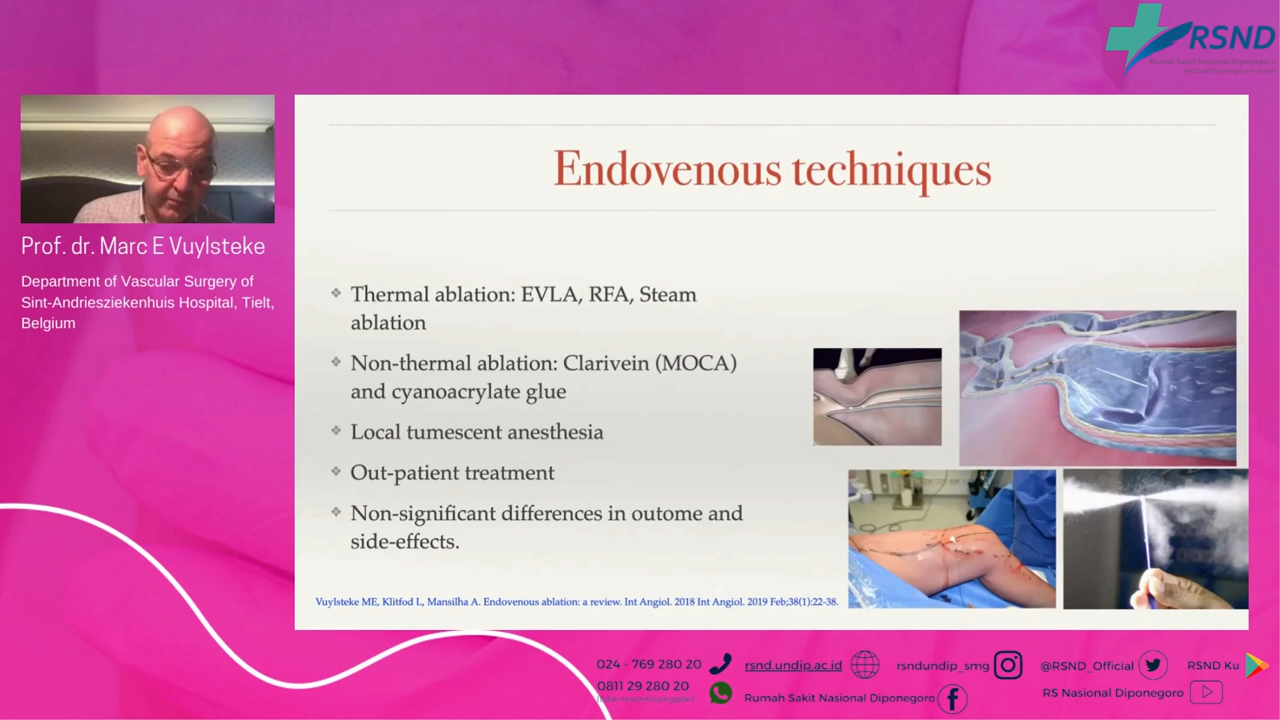 RSND
Rumah Sakit Nasional Diponegoro
Prof. dr. Marc E Vuylsteke
Department of Vascular Surgery of
Sint-Andriesziekenhuis Hospital, Tielt,
Belgium
Endovenous techniques
Thermal ablation: EVLA, RFA, Steam
ablation
Non-thermal ablation: Clarivein (MOCA)
and cyanoacrylate glue
Local tumescent anesthesia
Out-patient treatment
Non-significant differences in outome and
side-effects.
Vuylsteke ME, Klitfod L, Mansilha A. Endovenous ablation: a review. Int Angiol. 2018 Int Angiol. 2019 Feb;38(1):22-38.
024 - 769 280 20
rsnd.undip.ac.id
rsndundip_smg
@RSND_Official
RSND Ku
0811 29 280 20
Rumah Sakit Nasional Diponegoro
RS Nasional Diponegoro